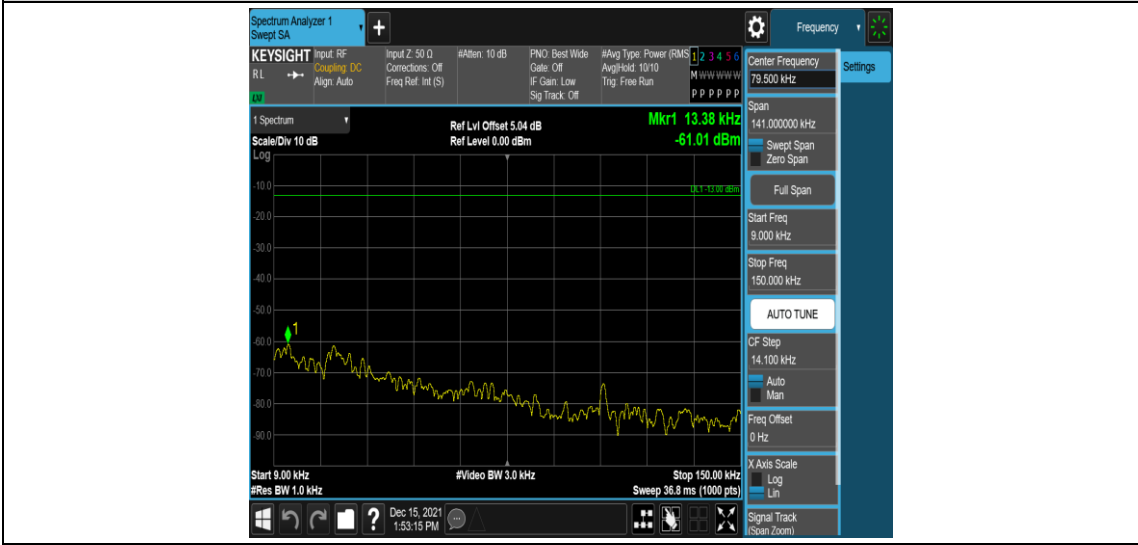 Spectrum Analyzer 1
Swept SA
+
Frequency
KEYSIGHT
RL
LM
Input: RF
Coupling: DC
Align: Auto
Input Z: 50 Ω
Corrections: Off
Freq Ref: Int (S)
#Atten: 10 dB
PNO: Best Wide
Gate: Off
IF Gain: Low
Sig Track: Off
#Avg Type: Power (RMS
Avg|Hold: 10/10
Trig: Free Run
1 2 3 4 5 6
M W W W W W
P P P P P P
1 Spectrum
Scale/Div 10 dB
Ref Lvl Offset 5.04 dB
Ref Level 0.00 dBm
Mkr1 13.38 kHz
-61.01 dBm
Log
-10.0
DL1 -13.00 dBm
-20.0
-30.0
-40.0
-50.0
1
-60.0
-70.0
-80.0
-90.0
Start 9.00 kHz
#Video BW 3.0 kHz
Stop 150.00 kHz
#Res BW 1.0 kHz
Sweep 36.8 ms (1000 pts)
?
Dec 15, 2021
1:53:15 PM
Center Frequency
79.500 kHz
Settings
Span
141.000000 kHz
Swept Span
Zero Span
Full Span
Start Freq
9.000 kHz
Stop Freq
150.000 kHz
AUTO TUNE
CF Step
14.100 kHz
Auto
Man
Freq Offset
0 Hz
X Axis Scale
Log
Lin
Signal Track
(Span Zoom)